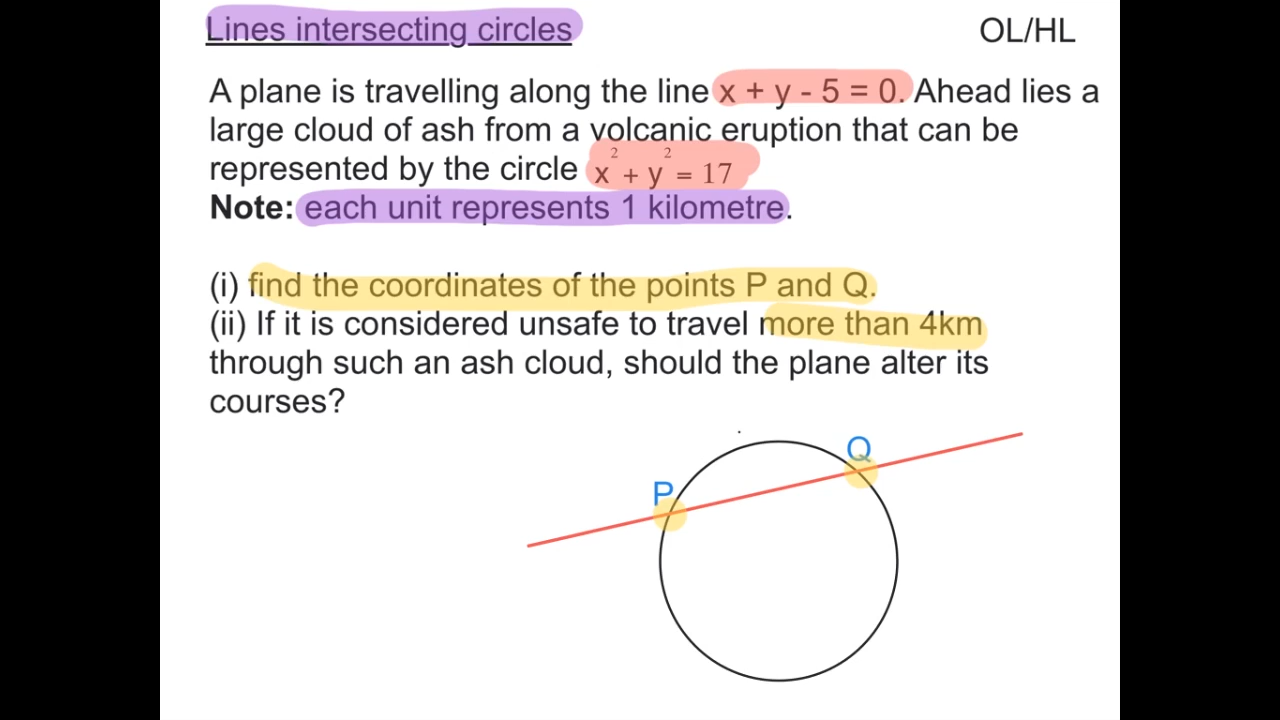 Lines intersecting circles OL/HL
A plane is travelling along the line x + y - 5 = 0. Ahead lies a
large cloud of ash from a volcanic eruption that can be
represented by the circle x² + y² = 17
Note: each unit represents 1 kilometre.
(i) find the coordinates of the points P and Q.
(ii) If it is considered unsafe to travel more than 4km
through such an ash cloud, should the plane alter its
courses?
Q
P